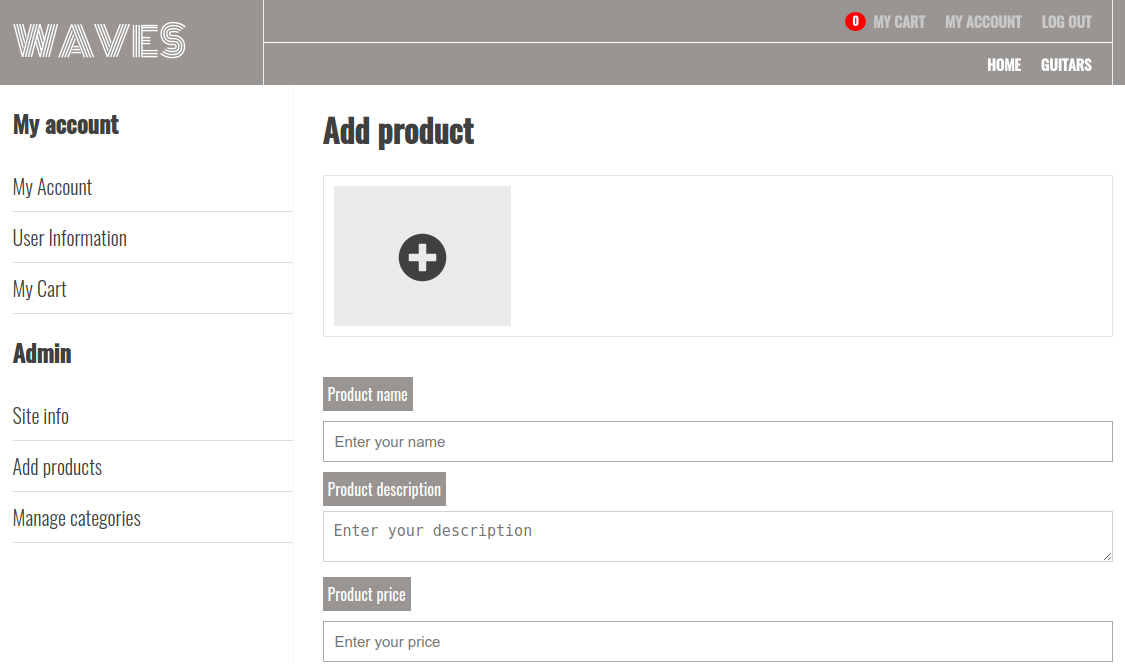 WAVES
0 MY CART MY ACCOUNT LOG OUT
HOME GUITARS
My account
My Account
User Information
My Cart
Admin
Site info
Add products
Manage categories
Add product
Product name
Enter your name
Product description
Enter your description
Product price
Enter your price